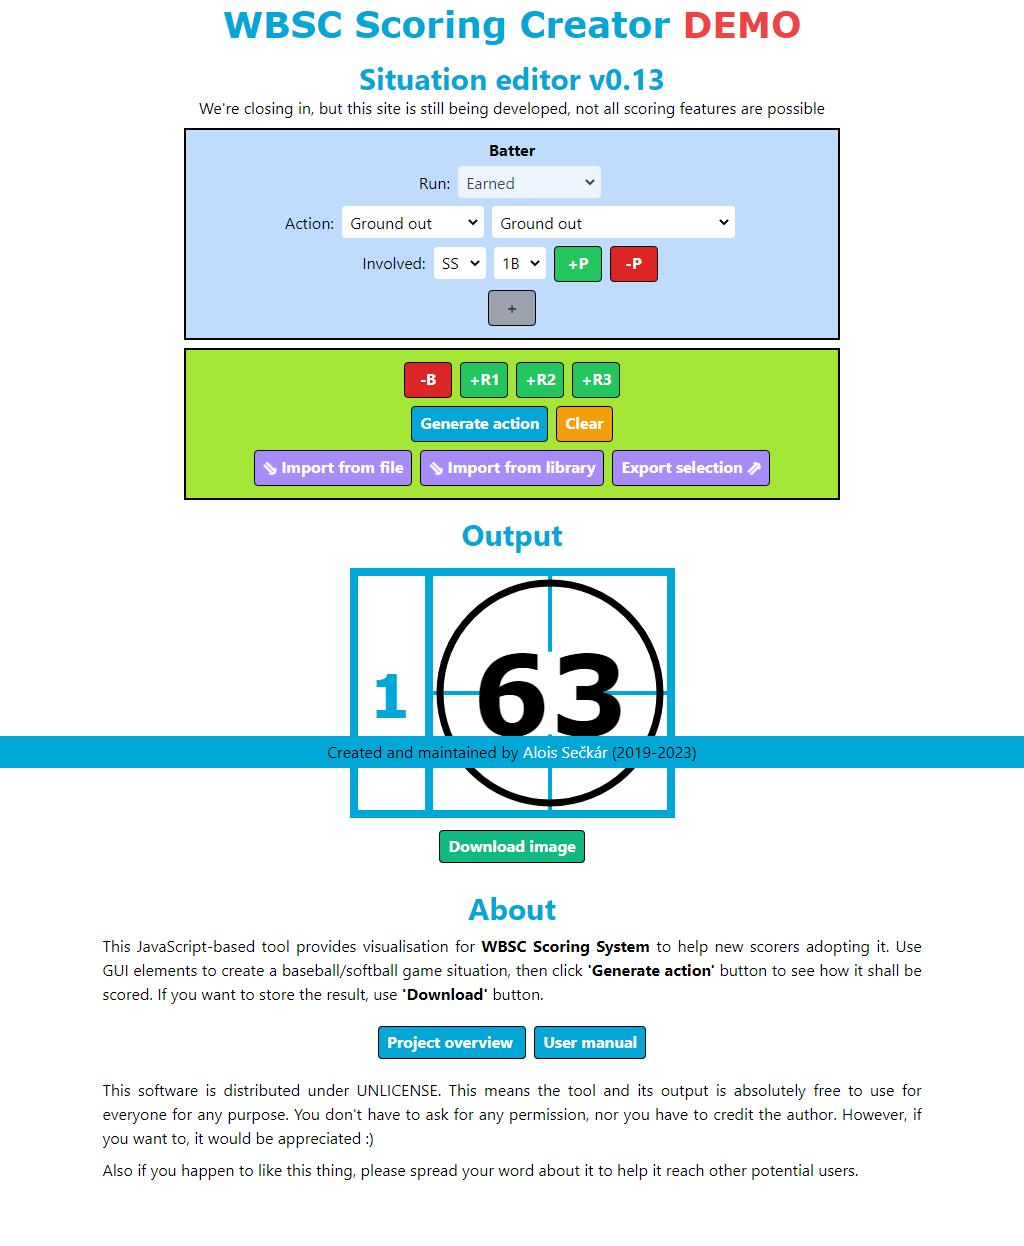 WBSC Scoring Creator DEMO
Situation editor v0.13
We're closing in, but this site is still being developed, not all scoring features are possible
Batter
Run: Earned
Action: Ground out Ground out
Involved: SS 1B +P -P
+
-B +R1 +R2 +R3
Generate action Clear
⇘ Import from file ⇘ Import from library Export selection ⇗
Output
1 63
Created and maintained by Alois Sečkár (2019-2023)
Download image
About
This JavaScript-based tool provides visualisation for WBSC Scoring System to help new scorers adopting it. Use
GUI elements to create a baseball/softball game situation, then click 'Generate action' button to see how it shall be
scored. If you want to store the result, use 'Download' button.
Project overview User manual
This software is distributed under UNLICENSE. This means the tool and its output is absolutely free to use for
everyone for any purpose. You don't have to ask for any permission, nor you have to credit the author. However, if
you want to, it would be appreciated :)
Also if you happen to like this thing, please spread your word about it to help it reach other potential users.